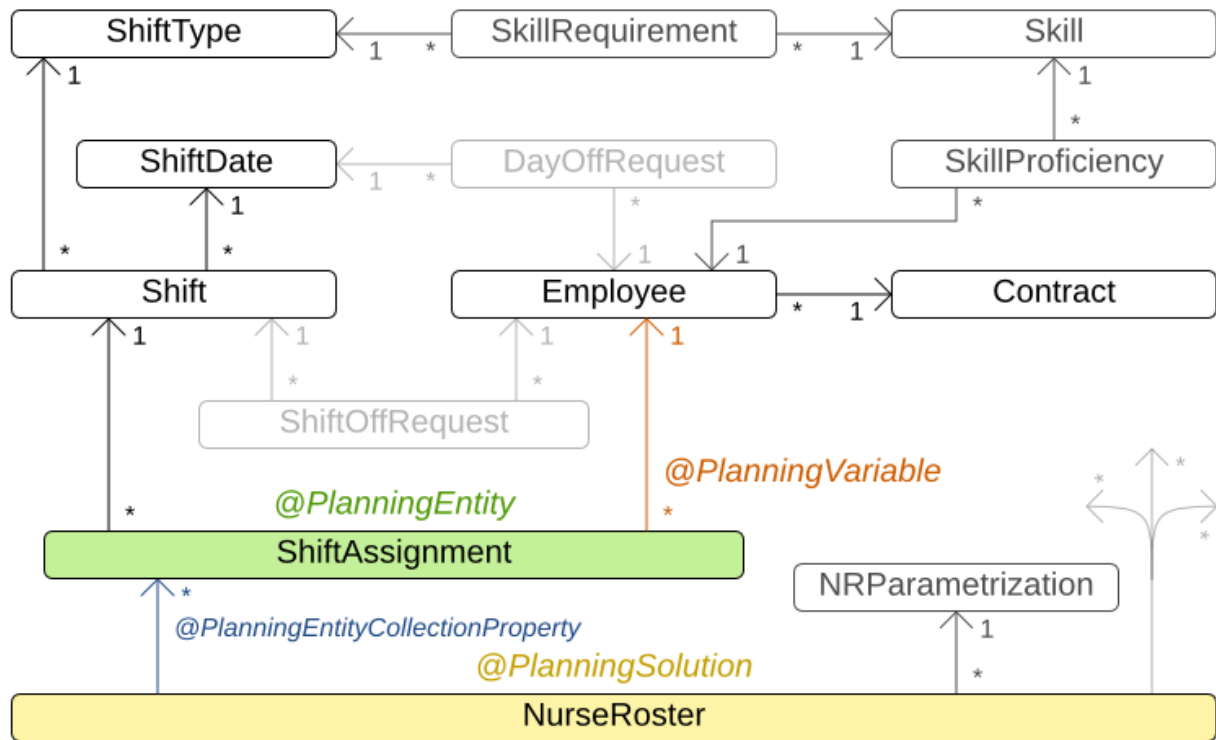 ShiftType
SkillRequirement
Skill
1
*
*
1
1
1
*
ShiftDate
DayOffRequest
SkillProficiency
1
*
1
*
*
*
*
1
1
Shift
Employee
Contract
*
1
1
1
1
1
*
*
ShiftOffRequest
@PlanningVariable
*
*
@PlanningEntity
*
*
*
ShiftAssignment
NRParametrization
*
@PlanningEntityCollectionProperty
1
@PlanningSolution
*
NurseRoster